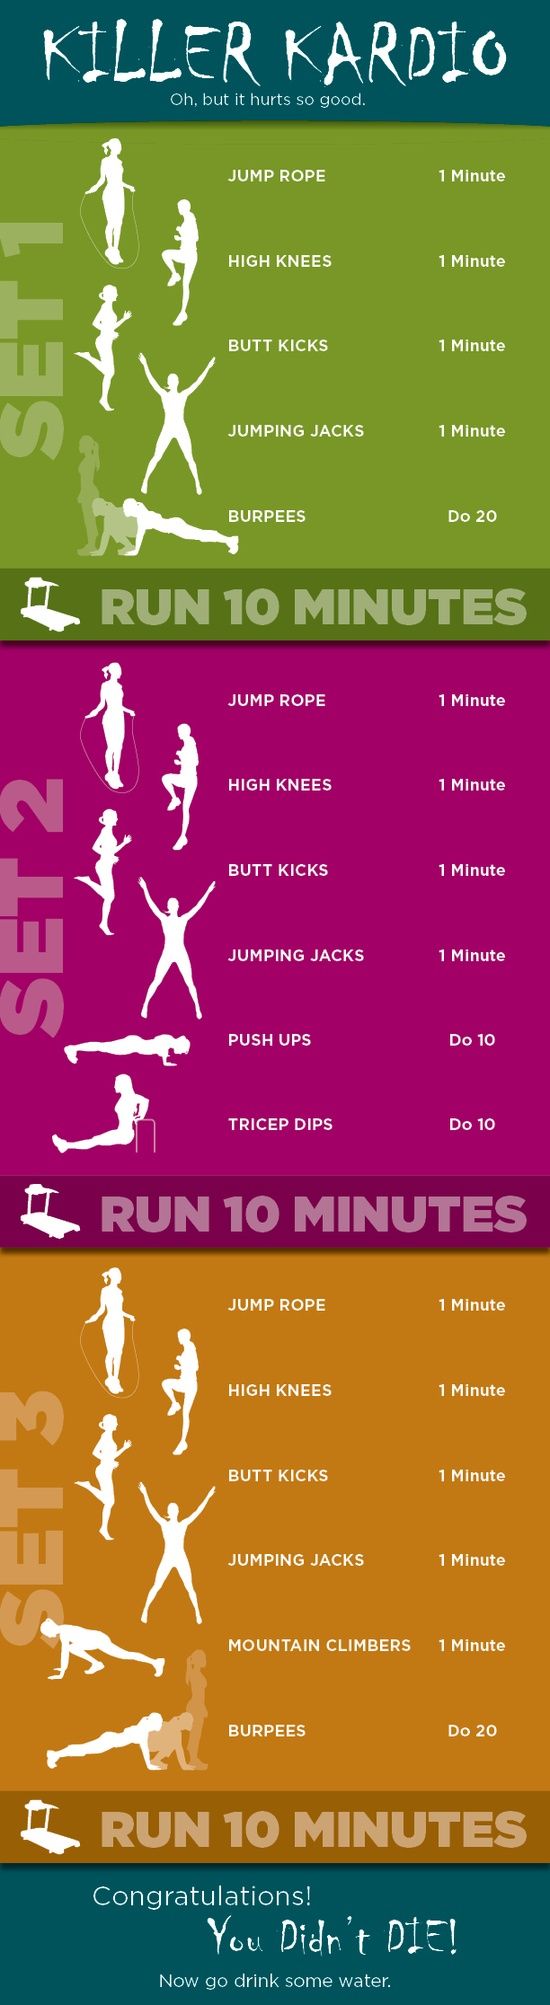 KILLER KARDIO
Oh, but it hurts so good.
SET 1
JUMP ROPE 1 Minute
HIGH KNEES 1 Minute
BUTT KICKS 1 Minute
JUMPING JACKS 1 Minute
BURPEES Do 20
RUN 10 MINUTES
SET 2
JUMP ROPE 1 Minute
HIGH KNEES 1 Minute
BUTT KICKS 1 Minute
JUMPING JACKS 1 Minute
PUSH UPS Do 10
TRICEP DIPS Do 10
RUN 10 MINUTES
SET 3
JUMP ROPE 1 Minute
HIGH KNEES 1 Minute
BUTT KICKS 1 Minute
JUMPING JACKS 1 Minute
MOUNTAIN CLIMBERS 1 Minute
BURPEES Do 20
RUN 10 MINUTES
Congratulations!
You Didn't DIE!
Now go drink some water.